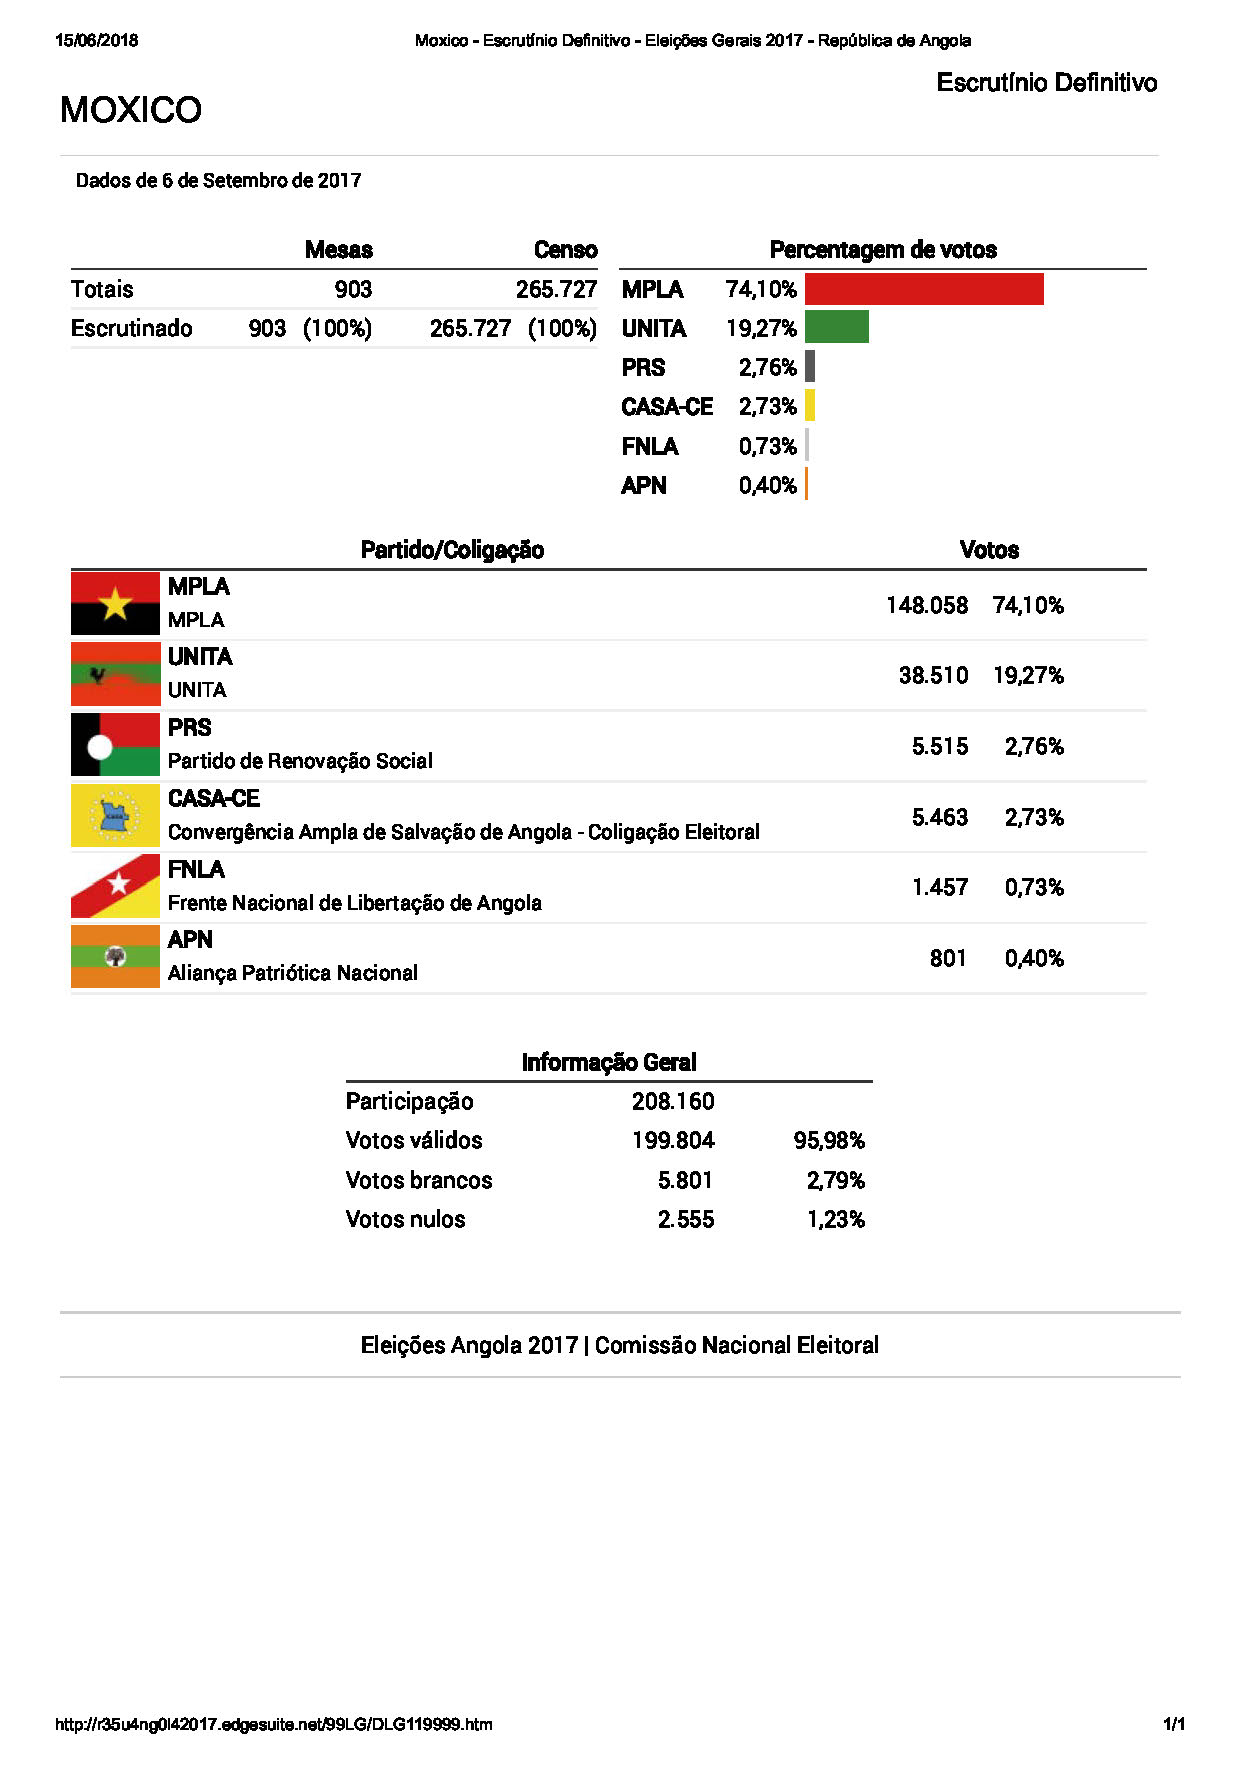 15/06/2018 Moxico - Escrutínio Definitivo - Eleições Gerais 2017 - República de Angola
Escrutínio Definitivo
MOXICO
Dados de 6 de Setembro de 2017
Mesas Censo Percentagem de votos
Totais 903 265.727 MPLA 74,10%
Escrutinado 903 (100%) 265.727 (100%) UNITA 19,27%
PRS 2,76%
CASA-CE 2,73%
FNLA 0,73%
APN 0,40%
Partido/Coligação Votos
MPLA
MPLA 148.058 74,10%
UNITA
UNITA 38.510 19,27%
PRS
Partido de Renovação Social 5.515 2,76%
CASA-CE
Convergência Ampla de Salvação de Angola - Coligação Eleitoral 5.463 2,73%
FNLA
Frente Nacional de Libertação de Angola 1.457 0,73%
APN
Aliança Patriótica Nacional 801 0,40%
Informação Geral
Participação 208.160
Votos válidos 199.804 95,98%
Votos brancos 5.801 2,79%
Votos nulos 2.555 1,23%
Eleições Angola 2017 | Comissão Nacional Eleitoral
http://r35u4ng0l42017.edgesuite.net/99LG/DLG119999.htm 1/1